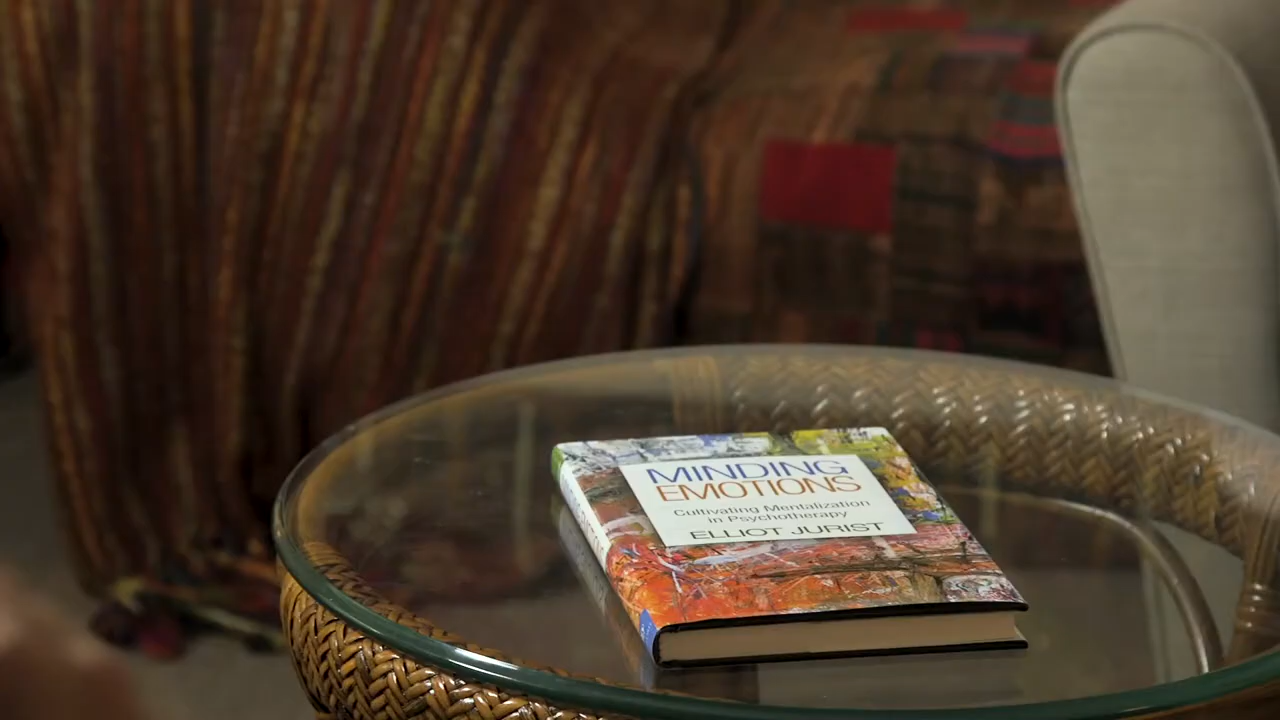 MINDING
EMOTIONS
Cultivating Mentalization
in Psychotherapy
ELLIOT JURIST